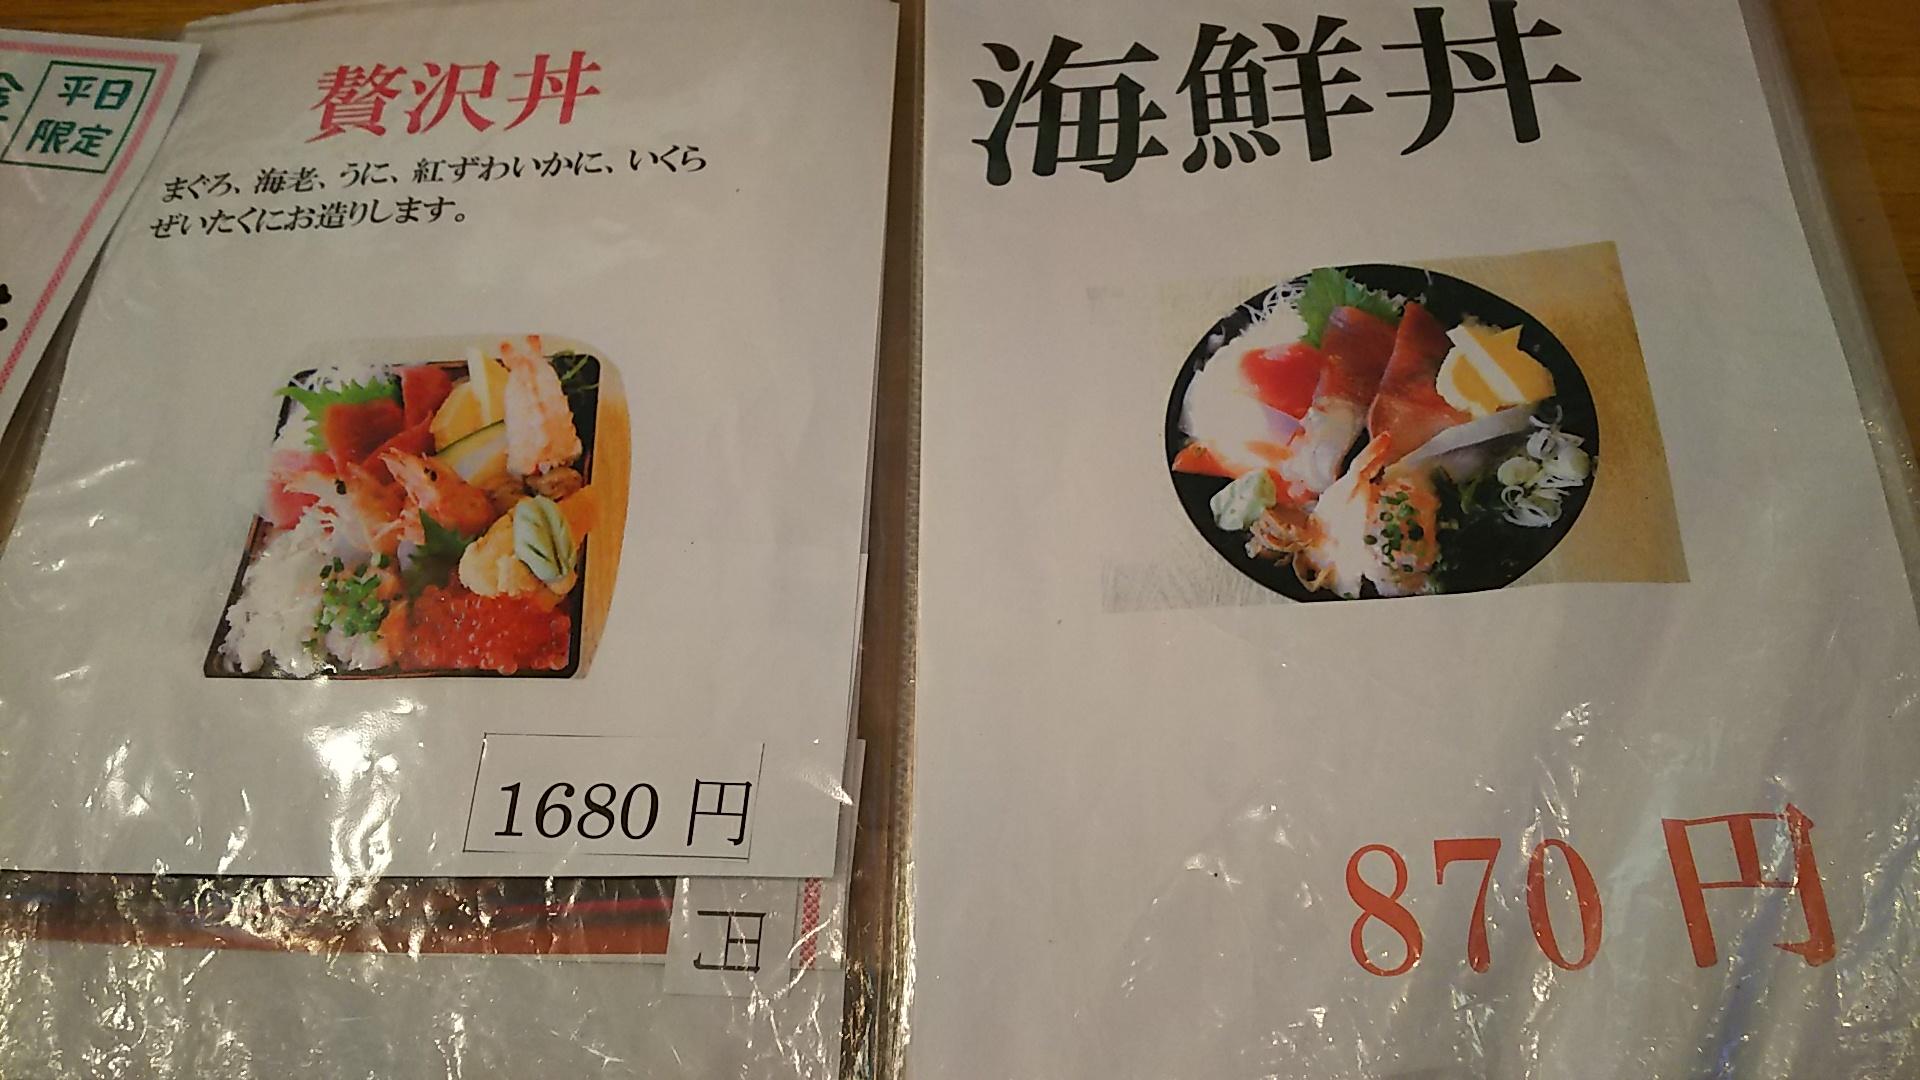 平日
限定
贅沢丼
まぐろ、海老、うに、紅ずわいかに、いくら
ぜいたくにお造りします。
1680 円
円
海鮮丼
870 円